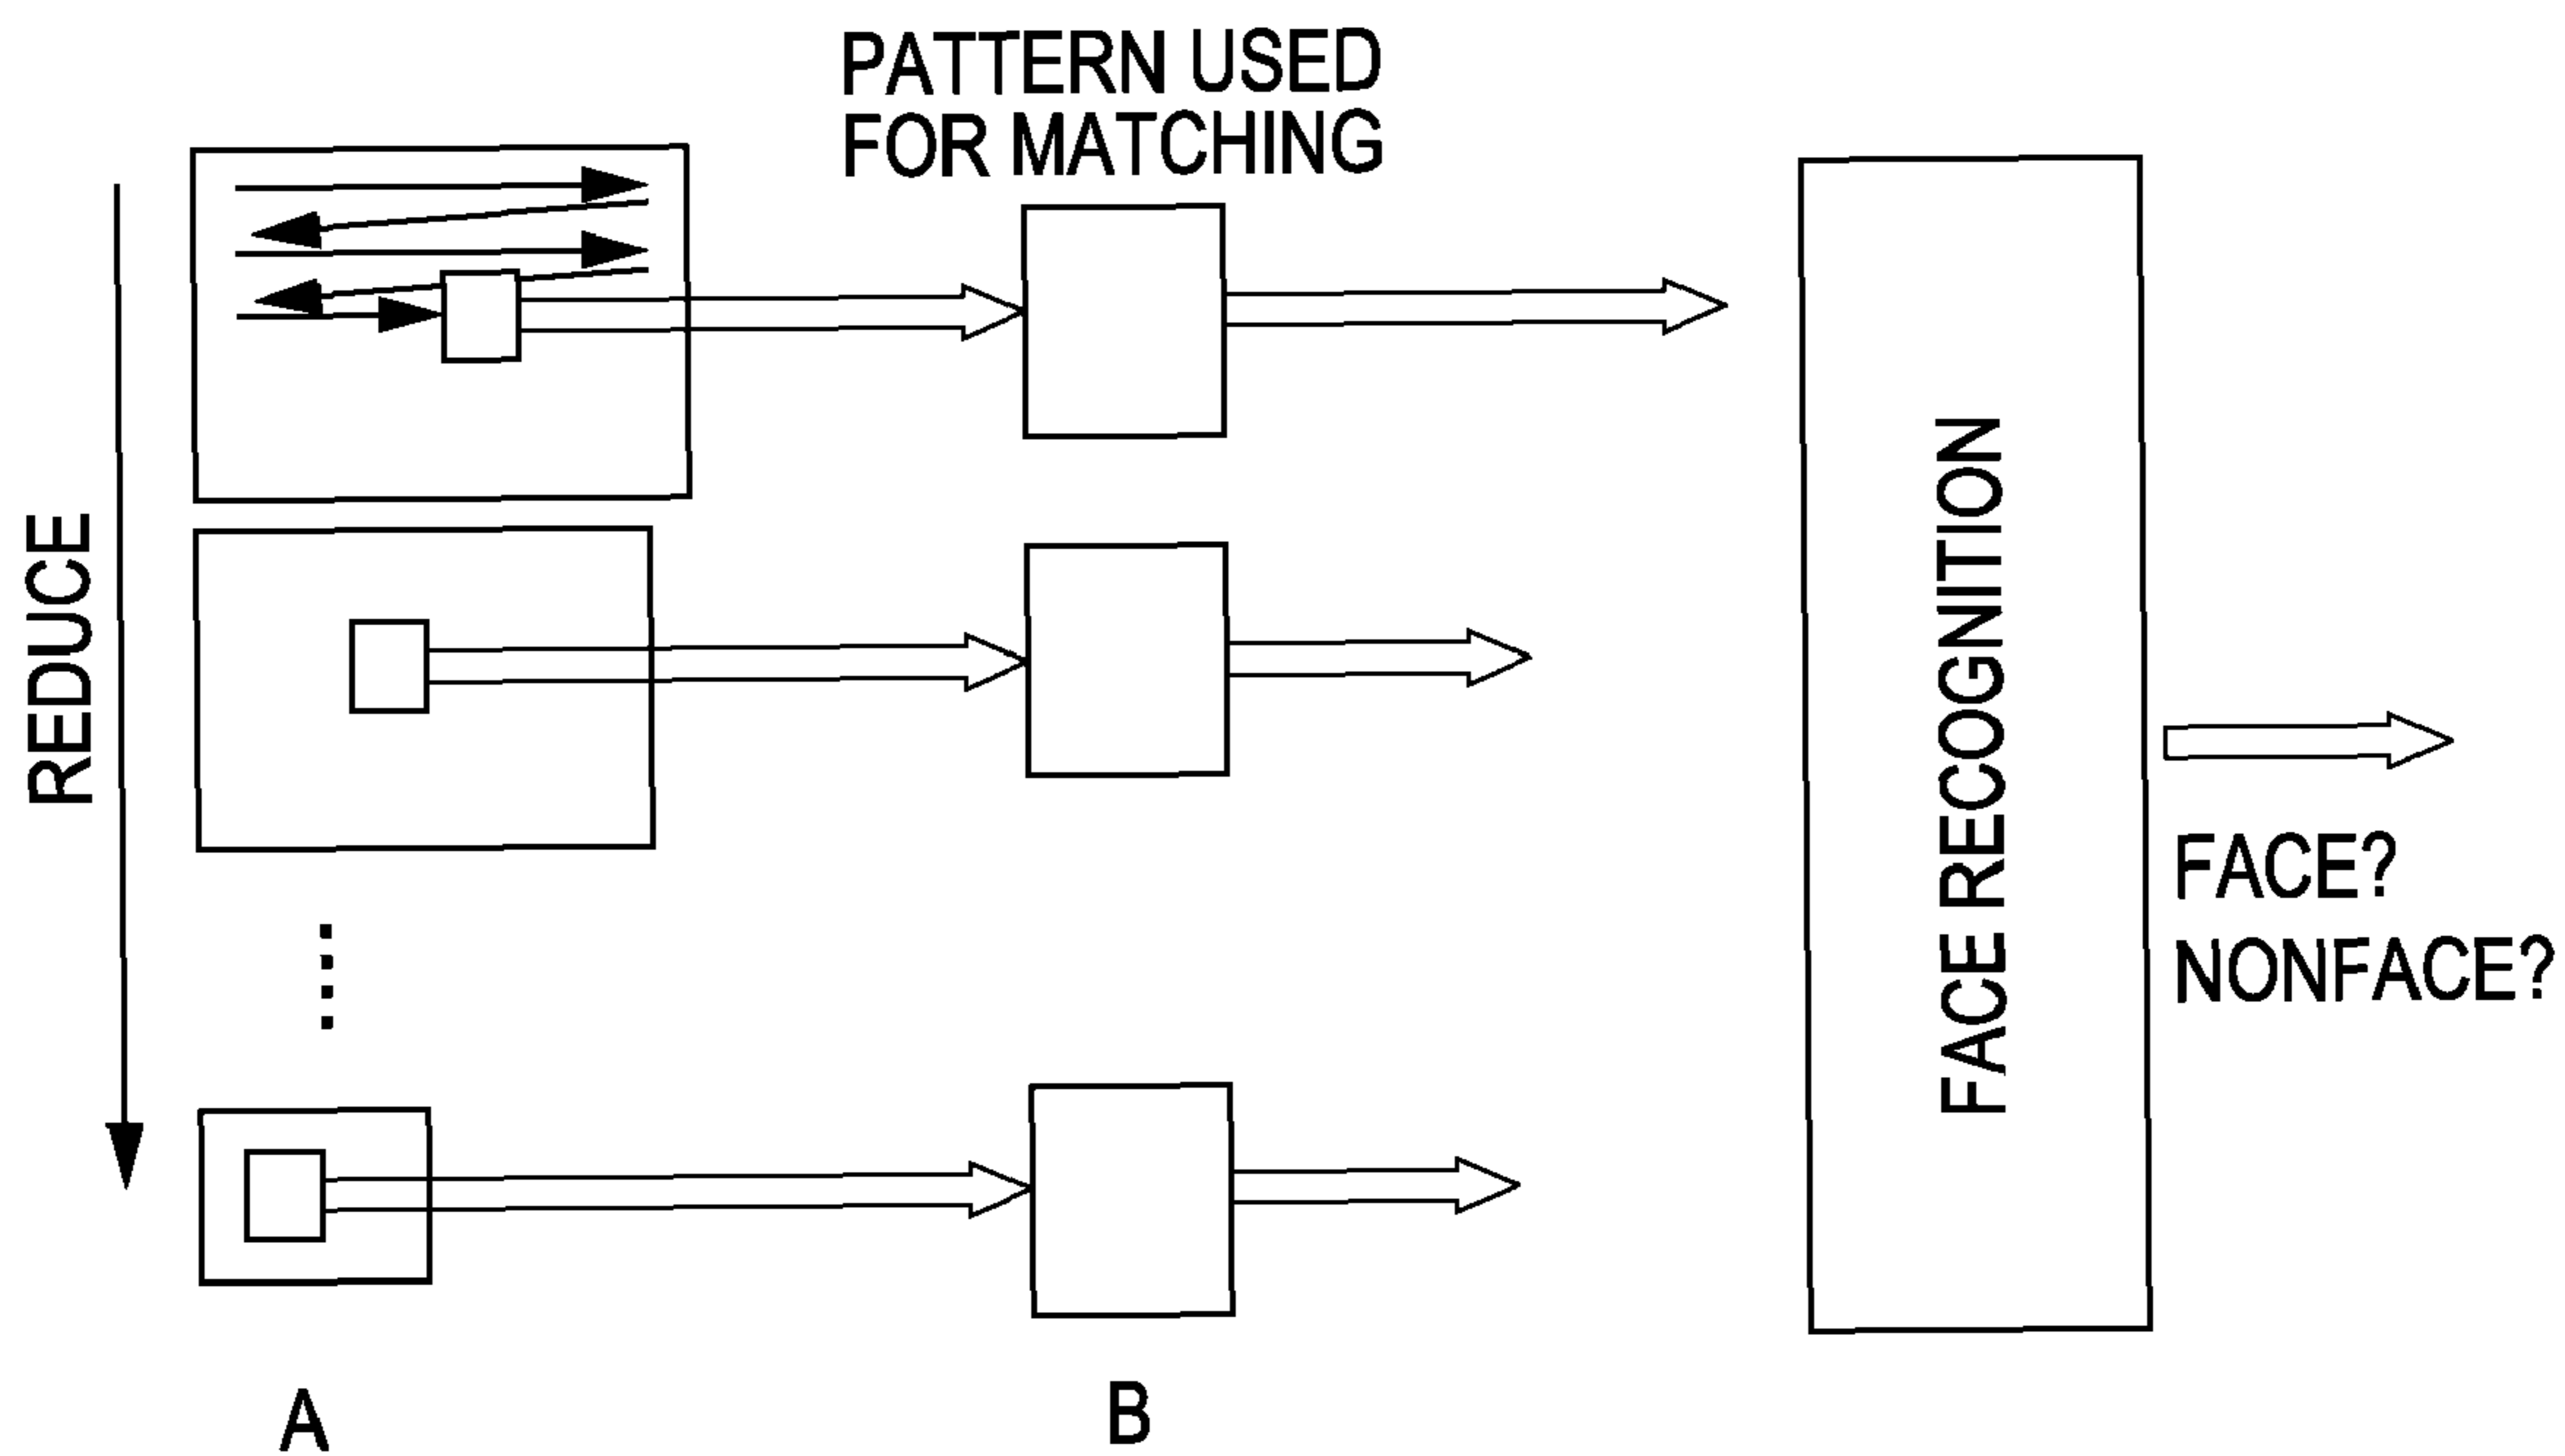 PATTERN USED
FOR MATCHING
REDUCE
FACE RECOGNITION
FACE?
NONFACE?
A
B